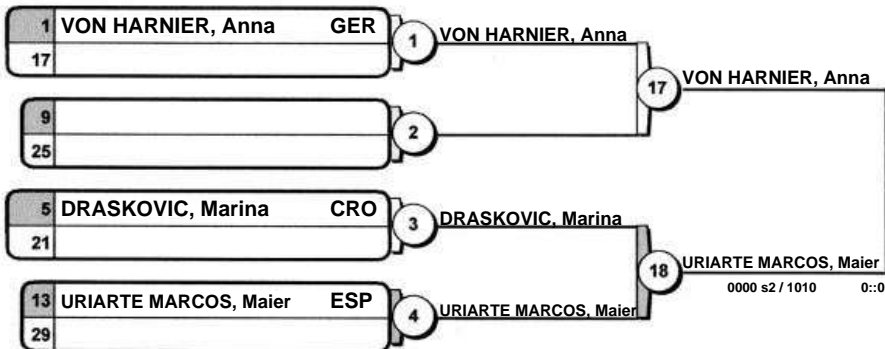 1 VON HARNIER, Anna GER
17
1
VON HARNIER, Anna
17
VON HARNIER, Anna
9
25
2
5 DRASKOVIC, Marina CRO
21
3
DRASKOVIC, Marina
18
URIARTE MARCOS, Maier
0000 s2 / 1010 0::0
13 URIARTE MARCOS, Maier ESP
29
4
URIARTE MARCOS, Maier